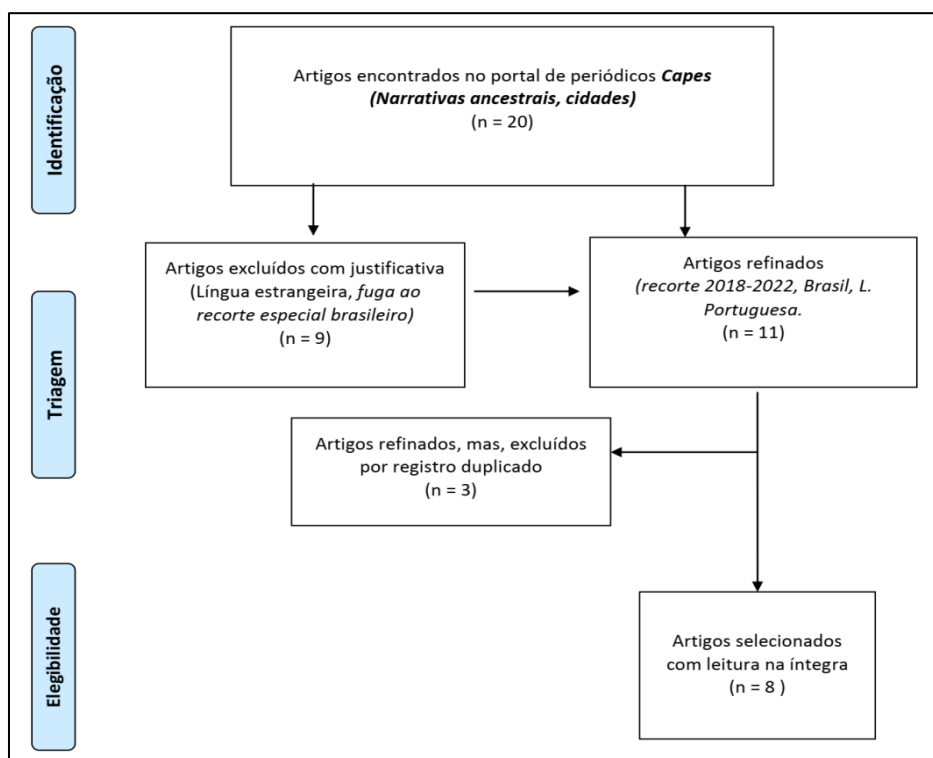 Identificação
Artigos encontrados no portal de periódicos Capes
(Narrativas ancestrais, cidades)
(n = 20)
Triagem
Artigos excluídos com justificativa
(Língua estrangeira, fuga ao
recorte especial brasileiro)
(n = 9)
Artigos refinados
(recorte 2018-2022, Brasil, L.
Portuguesa.
(n = 11)
Artigos refinados, mas, excluídos
por registro duplicado
(n = 3)
Elegibilidade
Artigos selecionados
com leitura na íntegra
(n = 8 )